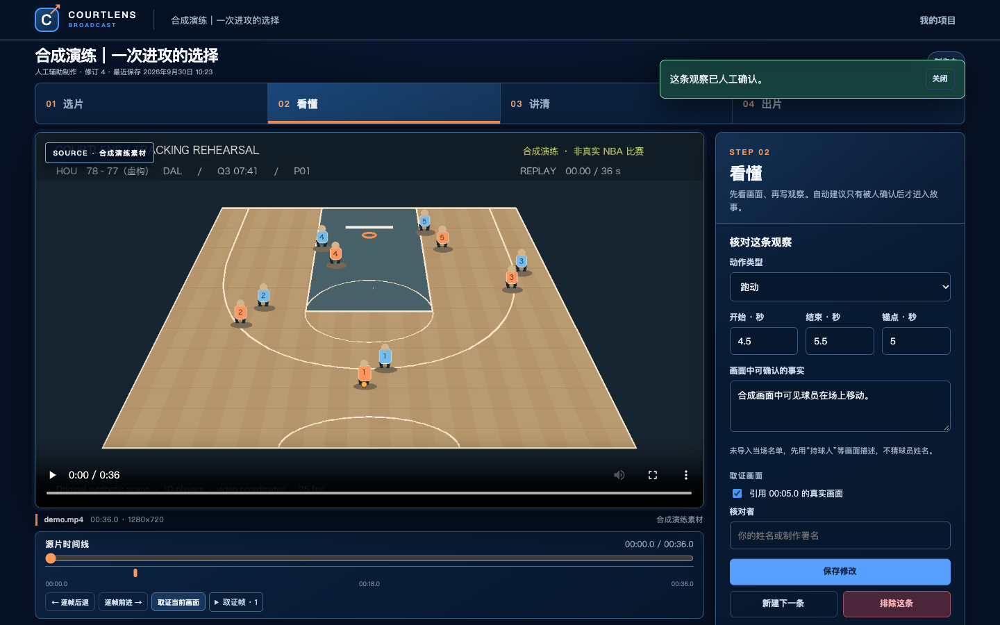 C COURTLENS
BROADCAST
合成演练｜一次进攻的选择
我的项目
合成演练｜一次进攻的选择
人工辅助制作 · 修订 4 · 最近保存 2026年9月30日 10:23
这条观察已人工确认。
关闭
01 选片
02 看懂
03 讲清
04 出片
SOURCE · 合成演练素材
ACKING REHEARSAL
合成演练 · 非真实 NBA 比赛
HOU 78 - 77（虚构） DAL / Q3 07:41 / P01
REPLAY 00.00 / 36 s
5
4
5
4
3
3
2
2
1
1
0:00 / 0:36
Original synthetic scene · 10 players · video coordinates · 25 fps
demo.mp4 00:36.0 · 1280×720
合成演练素材
源片时间线
00:00.0 / 00:36.0
00:00.0
00:18.0
00:36.0
← 逐帧后退
逐帧前进 →
取证当前画面
▶ 取证帧 · 1
STEP 02
看懂
先看画面、再写观察。自动建议只有被人确认后才进入故
事。
核对这条观察
动作类型
跑动
开始 · 秒
结束 · 秒
锚点 · 秒
4.5
5.5
5
画面中可确认的事实
合成画面中可见球员在场上移动。
未导入当场名单，先用“持球人”等画面描述，不猜球员姓名。
取证画面
引用 00:05.0 的真实画面
核对者
你的姓名或制作署名
保存修改
新建下一条
排除这条